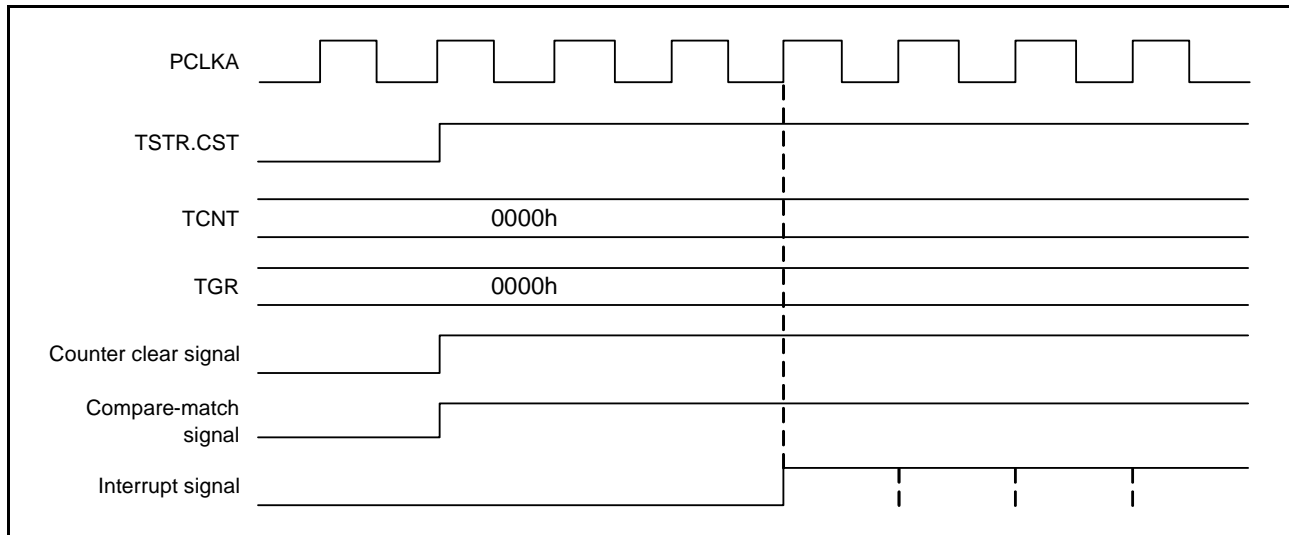 PCLKA
TSTR.CST
TCNT
0000h
TGR
0000h
Counter clear signal
Compare-match
signal
Interrupt signal